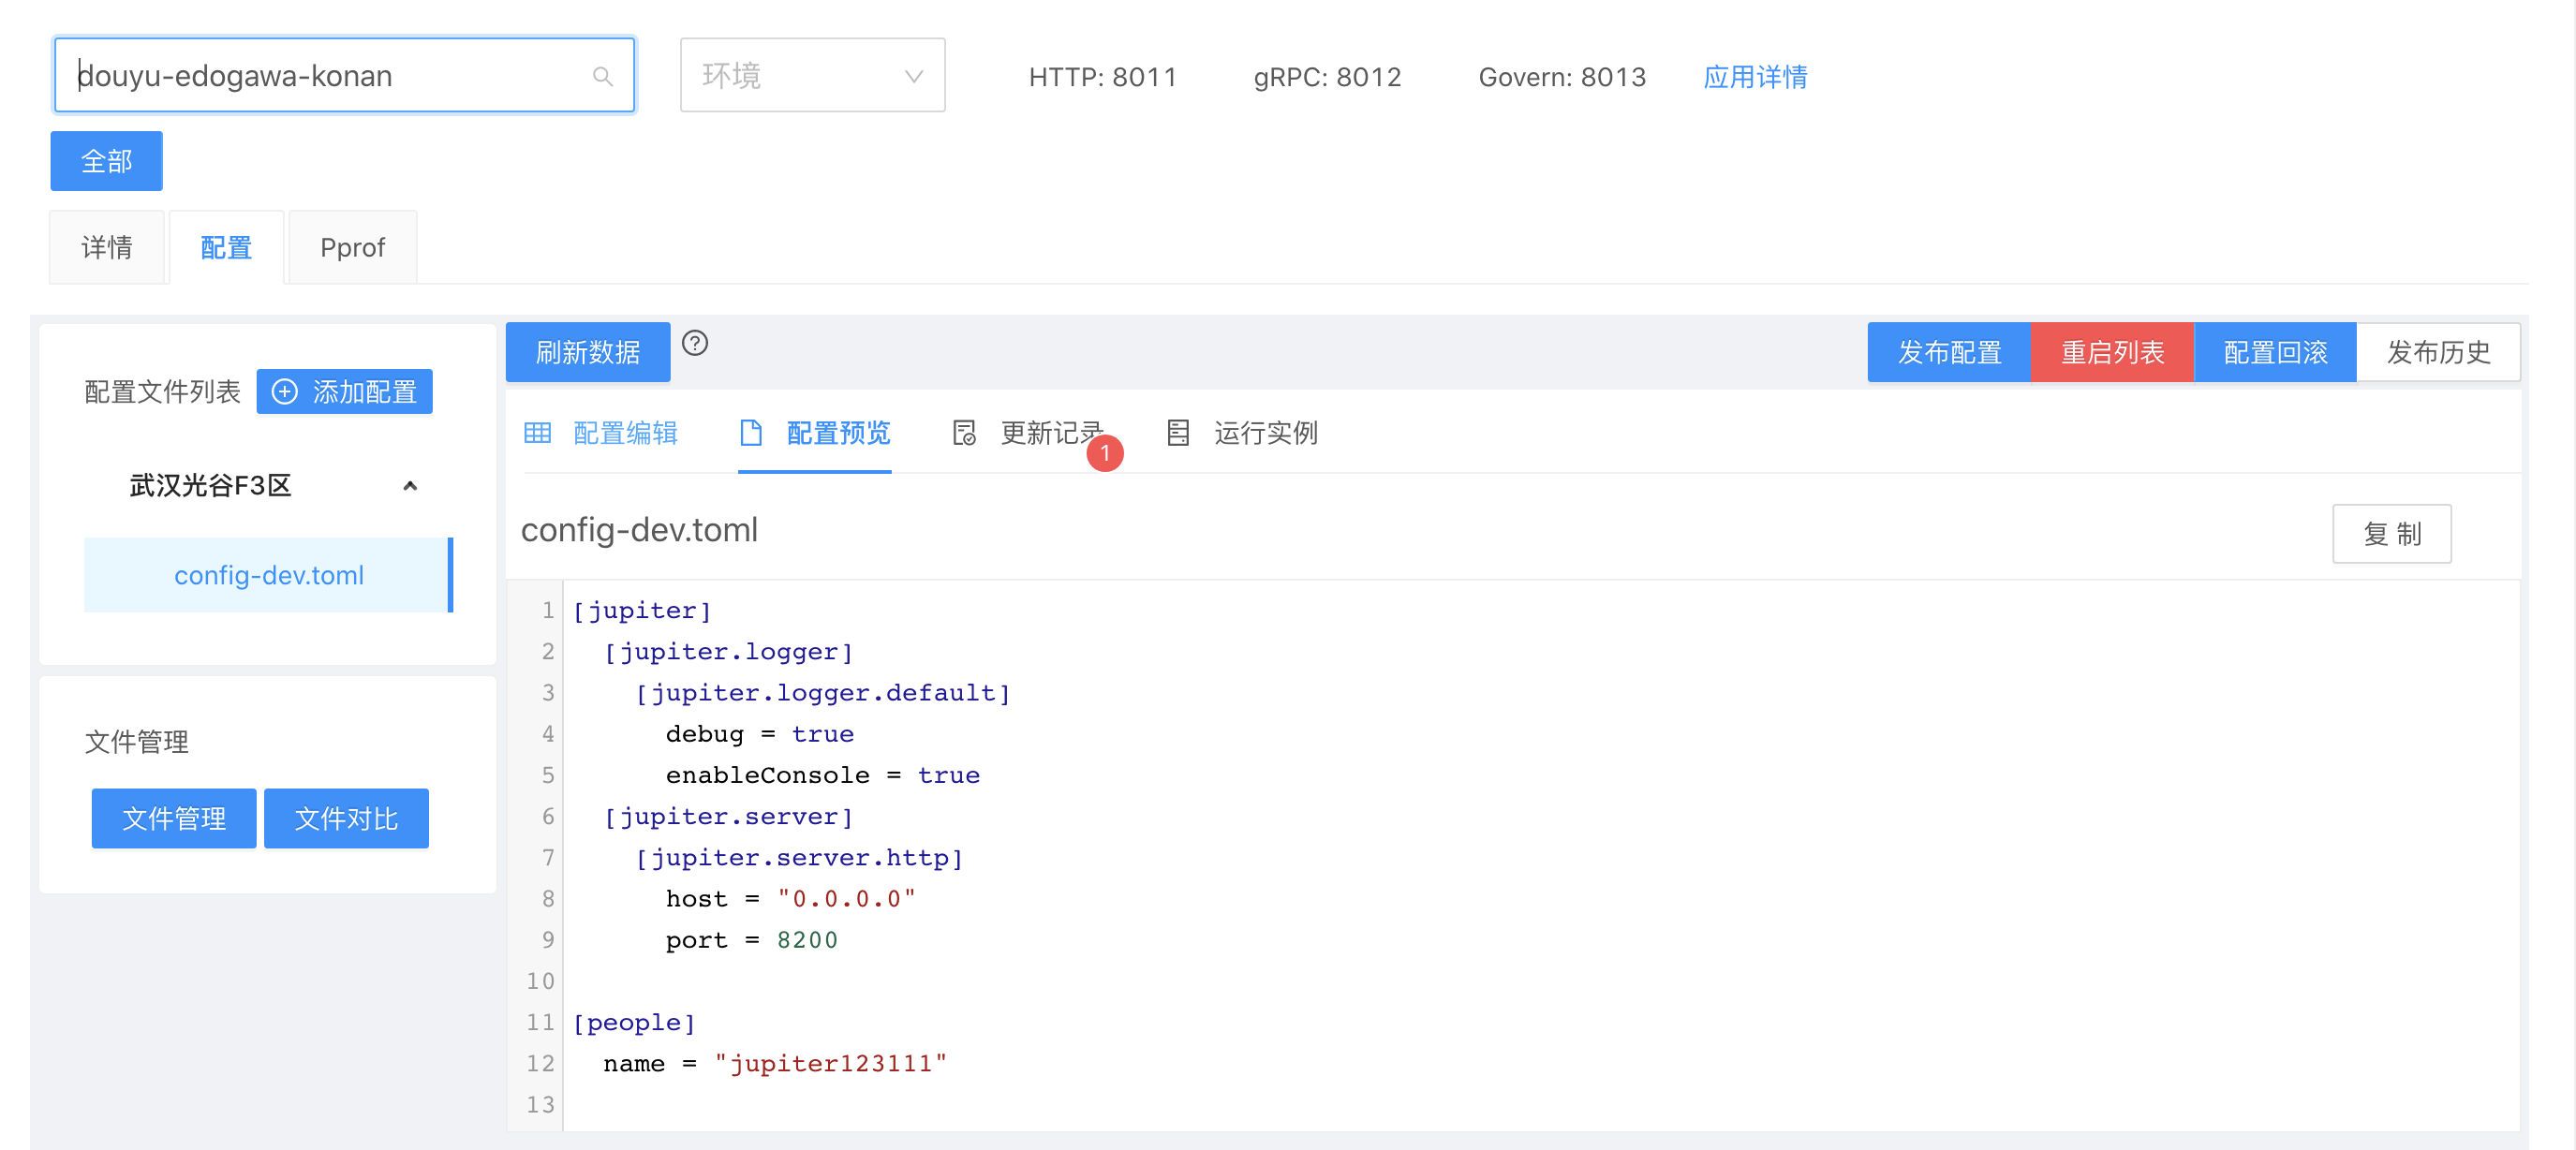 douyu-edogawa-konan 环境 HTTP: 8011 gRPC: 8012 Govern: 8013 应用详情
全部
详情 配置 Pprof
配置文件列表 添加配置
武汉光谷F3区
config-dev.toml
文件管理
文件管理 文件对比
刷新数据 发布配置 重启列表 配置回滚 发布历史
配置编辑 配置预览 更新记录 1 运行实例
config-dev.toml 复 制
1 [jupiter]
2   [jupiter.logger]
3     [jupiter.logger.default]
4       debug = true
5       enableConsole = true
6   [jupiter.server]
7     [jupiter.server.http]
8       host = "0.0.0.0"
9       port = 8200
10
11 [people]
12   name = "jupiter123111"
13